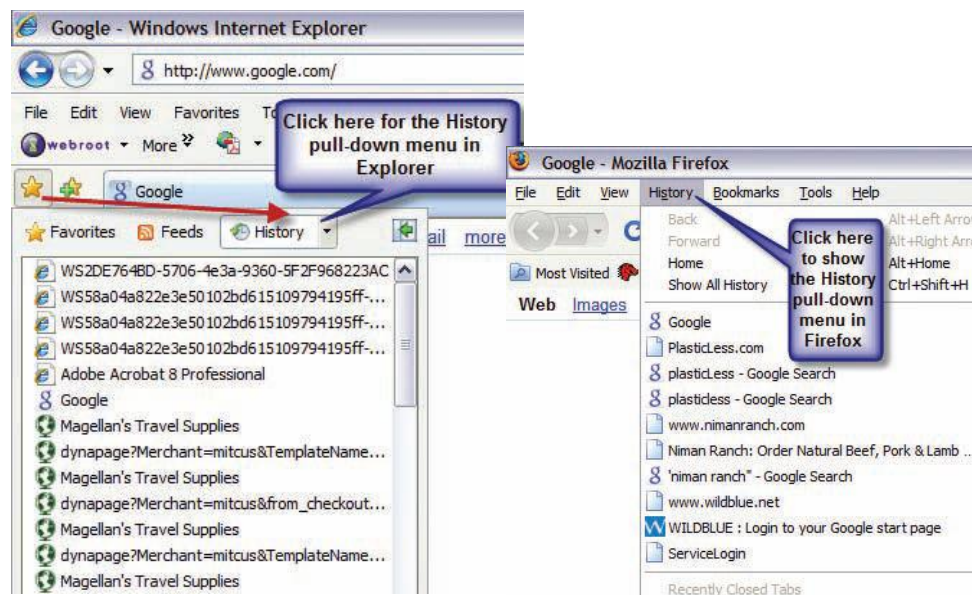 Google - Windows Internet Explorer
http://www.google.com/
File Edit View Favorites
webroot More
Click here for the History
pull-down menu in
Explorer
Google
Favorites Feeds History
ail more
WS2DE764BD-5706-4e3a-9360-5F2F968223AC
WS58a04a822e3e50102bd615109794195ff-...
WS58a04a822e3e50102bd615109794195ff-...
WS58a04a822e3e50102bd615109794195ff-...
Adobe Acrobat 8 Professional
Google
Magellan's Travel Supplies
dynapage?Merchant=mitcus&TemplateName...
Magellan's Travel Supplies
dynapage?Merchant=mitcus&from_checkout...
Magellan's Travel Supplies
dynapage?Merchant=mitcus&TemplateName...
Magellan's Travel Supplies
Google - Mozilla Firefox
File Edit View History Bookmarks Tools Help
Back Alt+Left Arro
Forward Alt+Right Arr
Home Alt+Home
Show All History Ctrl+Shift+H
Click here
to show
the History
pull-down
menu in
Firefox
Most Visited
Web Images
Google
PlasticLess.com
plasticLess - Google Search
plasticless - Google Search
www.nimanranch.com
Niman Ranch: Order Natural Beef, Pork & Lamb ...
'niman ranch" - Google Search
www.wildblue.net
WILDBLUE : Login to your Google start page
ServiceLogin
Recently Closed Tabs